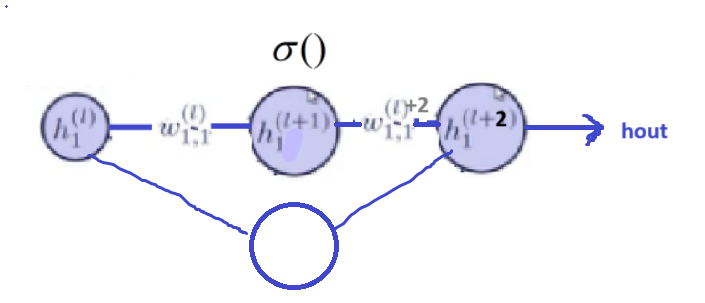 σ()
h₁⁽ˡ⁾ w₁,₁⁽ˡ⁾ h₁⁽ˡ⁺¹⁾ w₁,₁⁽ˡ⁾⁺² h₁⁽ˡ⁺²⁾ hout